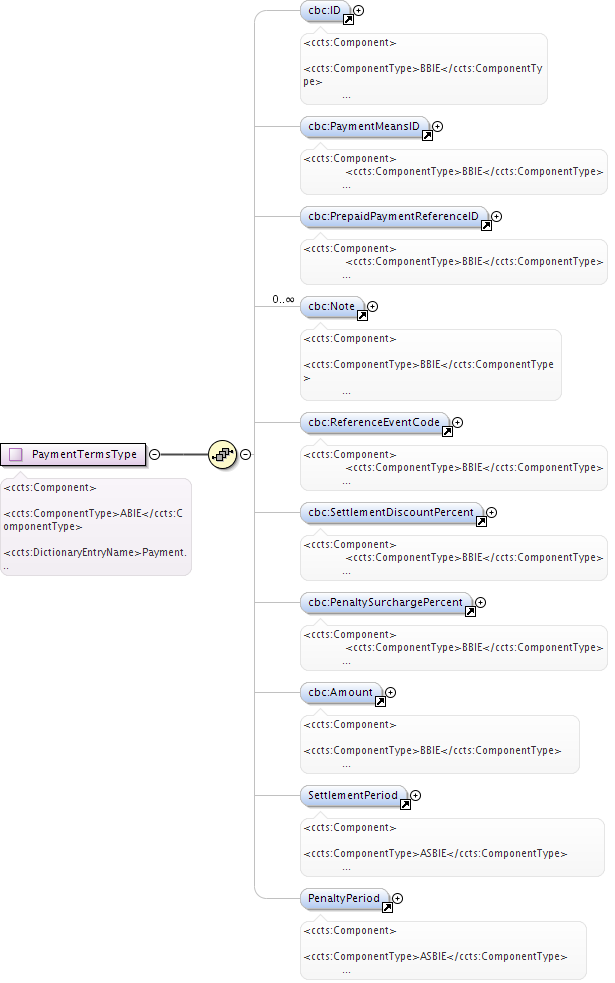 cbc:ID
<ccts:Component>
<ccts:ComponentType>BBIE</ccts:ComponentTy
pe>
...
cbc:PaymentMeansID
<ccts:Component>
<ccts:ComponentType>BBIE</ccts:ComponentType>
...
cbc:PrepaidPaymentReferenceID
<ccts:Component>
<ccts:ComponentType>BBIE</ccts:ComponentType>
...
0..∞
cbc:Note
<ccts:Component>
<ccts:ComponentType>BBIE</ccts:ComponentType
>
...
cbc:ReferenceEventCode
<ccts:Component>
<ccts:ComponentType>BBIE</ccts:ComponentType>
...
PaymentTermsType
<ccts:Component>
<ccts:ComponentType>ABIE</ccts:C
omponentType>
<ccts:DictionaryEntryName>Payment.
..
cbc:SettlementDiscountPercent
<ccts:Component>
<ccts:ComponentType>BBIE</ccts:ComponentType>
...
cbc:PenaltySurchargePercent
<ccts:Component>
<ccts:ComponentType>BBIE</ccts:ComponentType>
...
cbc:Amount
<ccts:Component>
<ccts:ComponentType>BBIE</ccts:ComponentType>
...
SettlementPeriod
<ccts:Component>
<ccts:ComponentType>ASBIE</ccts:ComponentType>
...
PenaltyPeriod
<ccts:Component>
<ccts:ComponentType>ASBIE</ccts:ComponentType>
...